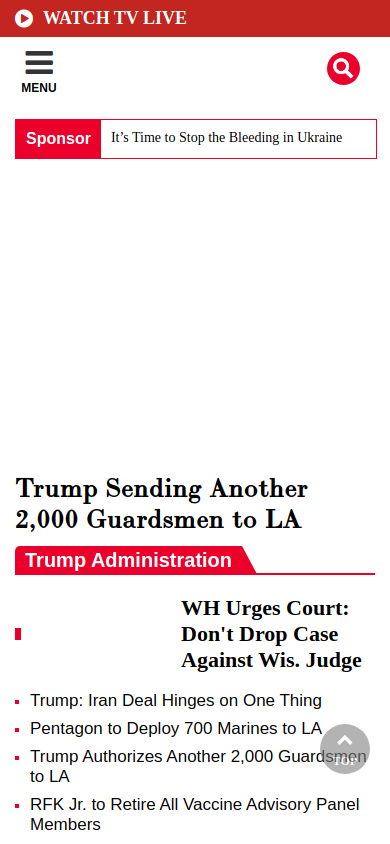 WATCH TV LIVE
MENU
Sponsor It’s Time to Stop the Bleeding in Ukraine
Trump Sending Another
2,000 Guardsmen to LA
Trump Administration
WH Urges Court:
Don't Drop Case
Against Wis. Judge
Trump: Iran Deal Hinges on One Thing
Pentagon to Deploy 700 Marines to LA
Trump Authorizes Another 2,000 Guardsmen
to LA
TOP
RFK Jr. to Retire All Vaccine Advisory Panel
Members